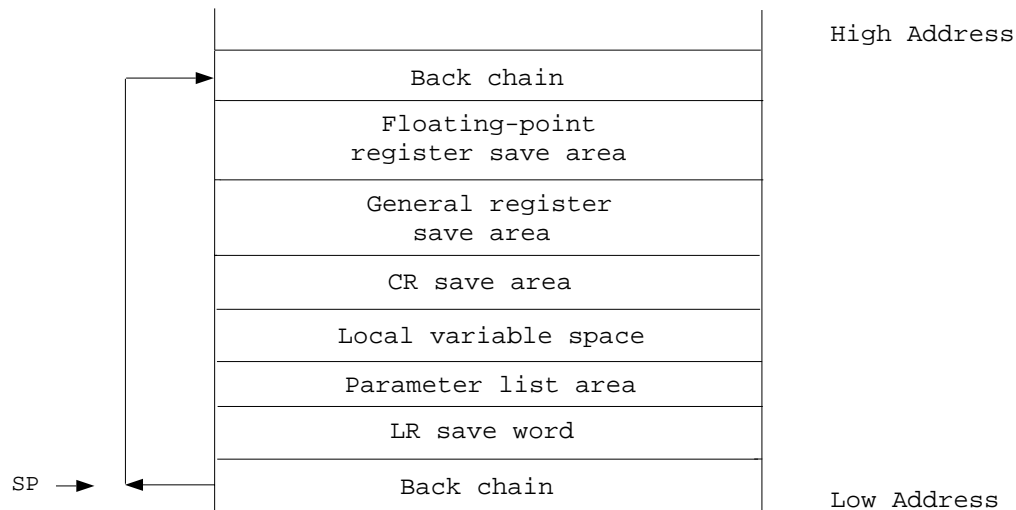 High Address
Back chain
Floating-point
register save area
General register
save area
CR save area
Local variable space
Parameter list area
LR save word
SP
Back chain
Low Address